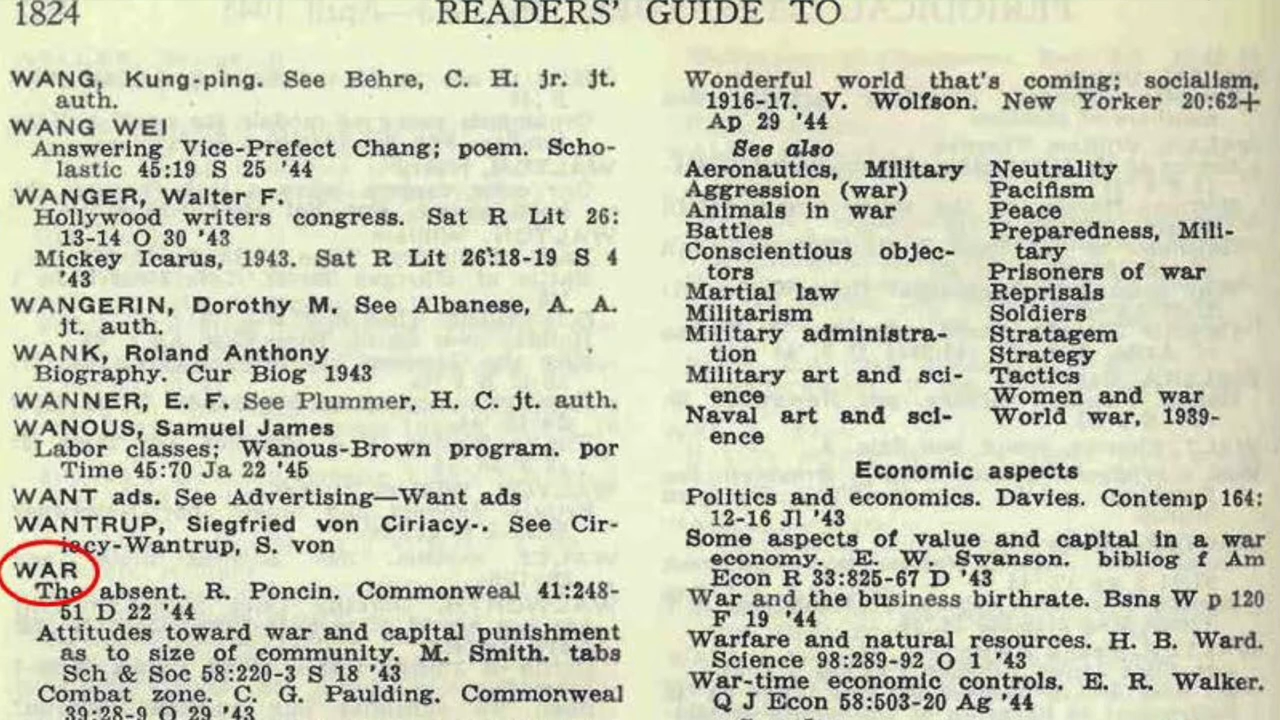 1824
READERS' GUIDE TO
WANG, Kung-ping. See Behre, C. H. jr. jt.
auth.
WANG WEI
Answering Vice-Prefect Chang; poem. Scho-
lastic 45:19 S 25 '44
WANGER, Walter F.
Hollywood writers congress. Sat R Lit 26:
13-14 O 30 '43
Mickey Icarus, 1943. Sat R Lit 26:18-19 S 4
'43
WANGERIN, Dorothy M. See Albanese, A. A.
jt. auth.
WANK, Roland Anthony
Biography. Cur Biog 1943
WANNER, E. F. See Plummer, H. C. jt. auth.
WANOUS, Samuel James
Labor classes; Wanous-Brown program. por
Time 45:70 Ja 22 '45
WANT ads. See Advertising—Want ads
WANTRUP, Siegfried von Ciriacy-. See Cir-
iacy-Wantrup, S. von
WAR
The absent. R. Poncin. Commonweal 41:248-
51 D 22 '44
Attitudes toward war and capital punishment
as to size of community. M. Smith. tabs
Sch & Soc 58:220-3 S 18 '43
Combat zone. C. G. Paulding. Commonweal
39:28-9 O 29 '43
Wonderful world that's coming; socialism,
1916-17. V. Wolfson. New Yorker 20:62+
Ap 29 '44
See also
Aeronautics, Military
Aggression (war)
Animals in war
Battles
Conscientious objec-
tors
Martial law
Militarism
Military administra-
tion
Military art and sci-
ence
Naval art and sci-
ence
Neutrality
Pacifism
Peace
Preparedness, Mili-
tary
Prisoners of war
Reprisals
Soldiers
Stratagem
Strategy
Tactics
Women and war
World war, 1939-
Economic aspects
Politics and economics. Davies. Contemp 164:
12-16 Jl '43
Some aspects of value and capital in a war
economy. E. W. Swanson. bibliog f Am
Econ R 33:825-67 D '43
War and the business birthrate. Bsns W p 120
F 19 '44
Warfare and natural resources. H. B. Ward.
Science 98:289-92 O 1 '43
War-time economic controls. E. R. Walker.
Q J Econ 58:503-20 Ag '44